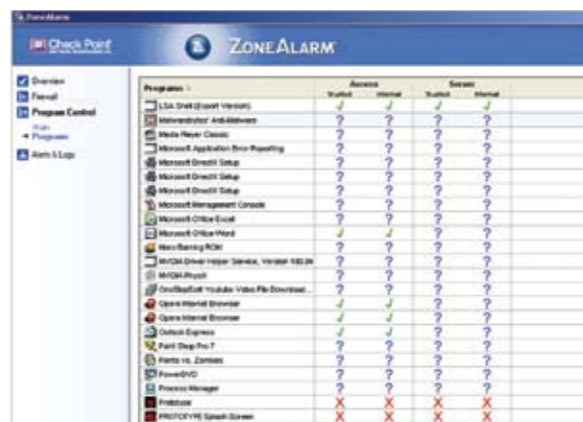 ZoneAlarm
Check Point
ZONEALARM
Overview
Firewall
Program Control
Main
Programs
Alerts & Logs
Programs
Access
Server
Trusted Internet Trusted Internet
LSA Shell (Export Version)
Malwarebytes' Anti-Malware
Media Player Classic
Microsoft Application Error Reporting
Microsoft DirectX Setup
Microsoft DirectX Setup
Microsoft DirectX Setup
Microsoft Management Console
Microsoft Office Excel
Microsoft Office Word
Nero Burning ROM
NVIDIA Driver Helper Service, Version
NVIDIA PhysX
Youtube Video File Download...
Opera Internet Browser
Opera Internet Browser
Outlook Express
Paint Shop Pro 7
Plants vs. Zombies
PowerDVD
Process Manager
Prototype
PROTOTYPE Splash Screen